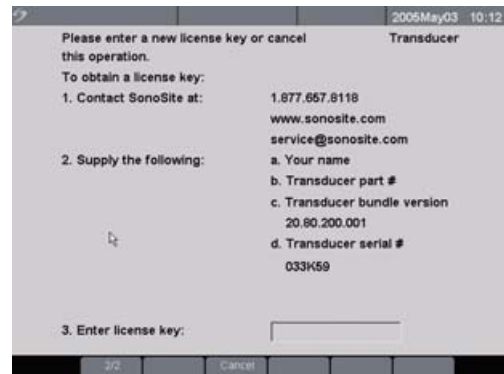 2005May03 10:12
Please enter a new license key or cancel Transducer
this operation.
To obtain a license key:
1. Contact SonoSite at: 1.877.657.8118
www.sonosite.com
service@sonosite.com
2. Supply the following: a. Your name
b. Transducer part #
c. Transducer bundle version
20.80.200.001
d. Transducer serial #
033K59
3. Enter license key:
2/2 Cancel